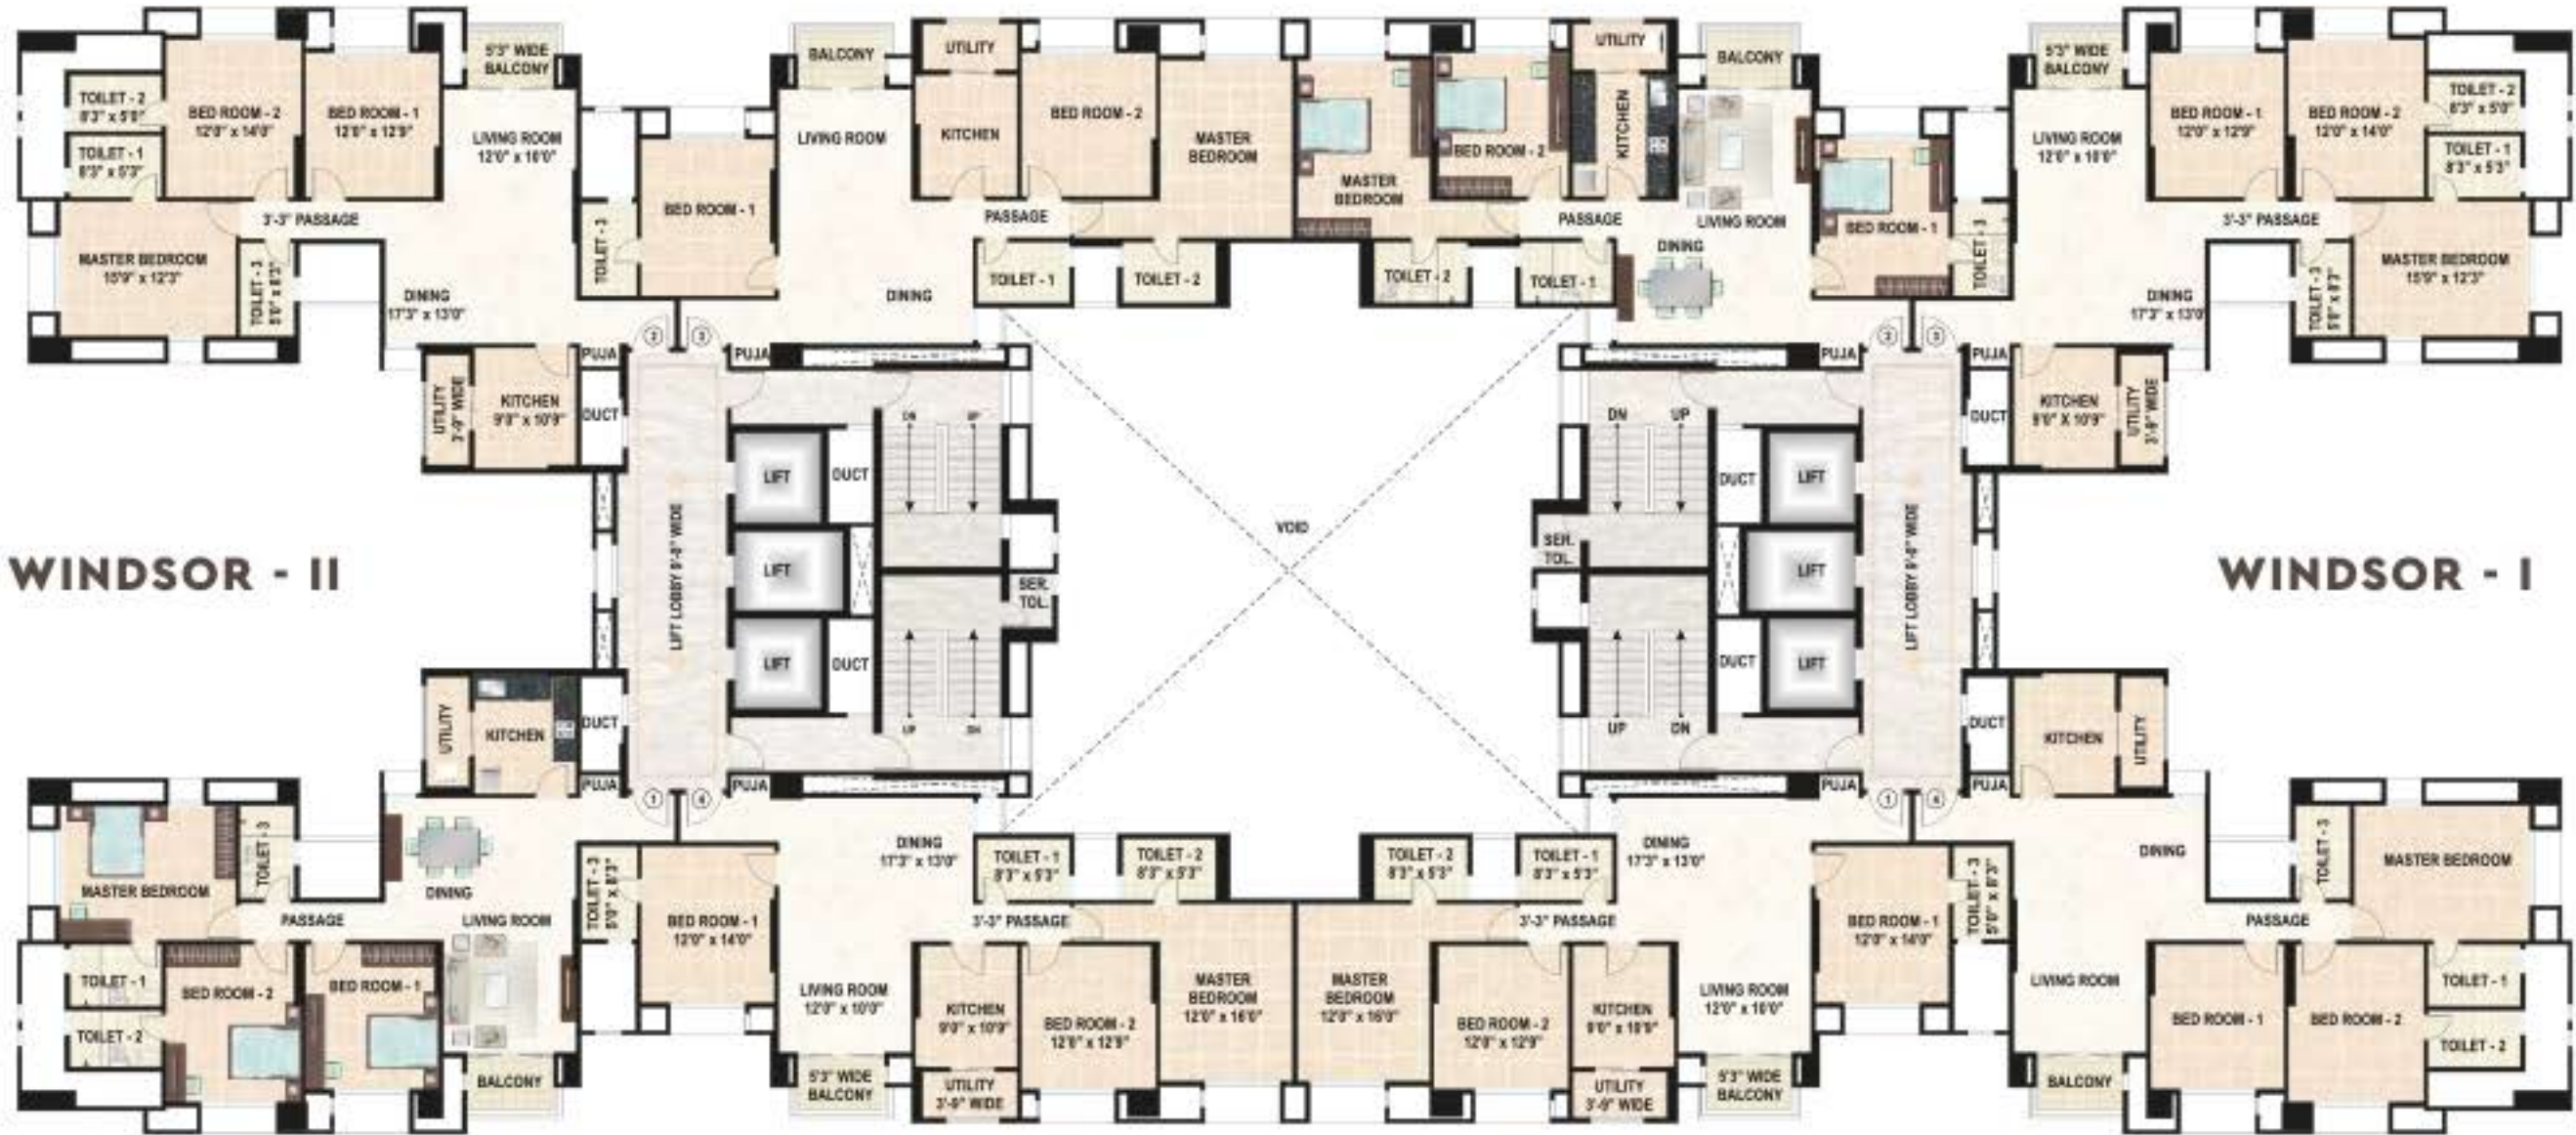 5'3" WIDE
BALCONY
TOILET - 2
8'3" x 5'0"
BED ROOM - 2
12'0" x 14'0"
BED ROOM - 1
12'0" x 12'9"
LIVING ROOM
12'0" x 10'0"
TOILET - 1
8'3" x 5'3"
3'-3" PASSAGE
MASTER BEDROOM
15'9" x 12'3"
TOILET - 3
5'0" x 8'3"
DINING
17'3" x 13'0"
UTILITY
3'-9" WIDE
KITCHEN
9'0" x 10'9"
PUJA
DUCT
2
BALCONY
UTILITY
LIVING ROOM
KITCHEN
BED ROOM - 2
MASTER
BEDROOM
TOILET - 3
BED ROOM - 1
PASSAGE
TOILET - 1
TOILET - 2
DINING
3
PUJA
UTILITY
BALCONY
KITCHEN
BED ROOM - 2
MASTER
BEDROOM
PASSAGE
LIVING ROOM
DINING
BED ROOM - 1
TOILET - 3
TOILET - 2
TOILET - 1
2
PUJA
5'3" WIDE
BALCONY
BED ROOM - 1
12'0" x 12'9"
BED ROOM - 2
12'0" x 14'0"
TOILET - 2
8'3" x 5'0"
LIVING ROOM
12'0" x 10'0"
TOILET - 1
8'3" x 5'3"
3'-3" PASSAGE
MASTER BEDROOM
15'9" x 12'3"
TOILET - 3
5'0" x 8'3"
DINING
17'3" x 13'0"
3
PUJA
DUCT
KITCHEN
9'0" X 10'9"
UTILITY
3'-9" WIDE
DN
UP
LIFT
DUCT
LIFT LOBBY WIDE
LIFT
SER.
TOL.
LIFT
DUCT
UP
DN
VOID
DN
UP
DUCT
LIFT
SER.
TOL.
LIFT
LIFT LOBBY WIDE
DUCT
LIFT
UP
DN
WINDSOR - II
WINDSOR - I
UTILITY
KITCHEN
DUCT
PUJA
1
MASTER BEDROOM
TOILET - 3
DINING
PASSAGE
LIVING ROOM
TOILET - 1
BED ROOM - 2
BED ROOM - 1
TOILET - 2
BALCONY
4
PUJA
DINING
17'3" x 13'0"
TOILET - 1
8'3" x 5'3"
TOILET - 2
8'3" x 5'3"
TOILET - 3
5'0" x 8'3"
BED ROOM - 1
12'0" x 14'0"
3'-3" PASSAGE
LIVING ROOM
12'0" x 10'0"
KITCHEN
9'0" x 10'9"
BED ROOM - 2
12'0" x 12'9"
MASTER
BEDROOM
12'0" x 16'0"
5'3" WIDE
BALCONY
UTILITY
3'-9" WIDE
PUJA
1
TOILET - 2
8'3" x 5'3"
TOILET - 1
8'3" x 5'3"
DINING
17'3" x 13'0"
3'-3" PASSAGE
BED ROOM - 1
12'0" x 14'0"
TOILET - 3
5'0" x 8'3"
MASTER
BEDROOM
12'0" x 16'0"
BED ROOM - 2
12'0" x 12'9"
KITCHEN
9'0" x 10'9"
LIVING ROOM
12'0" x 10'0"
UTILITY
3'-9" WIDE
5'3" WIDE
BALCONY
DUCT
KITCHEN
UTILITY
PUJA
4
DINING
TOILET - 3
MASTER BEDROOM
PASSAGE
LIVING ROOM
TOILET - 1
BED ROOM - 1
BED ROOM - 2
TOILET - 2
BALCONY